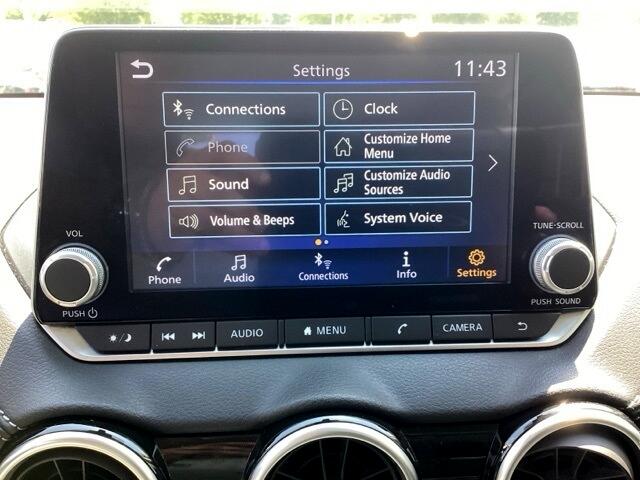 Settings
11:43
Connections
Clock
Phone
Customize Home
Menu
Sound
Customize Audio
Sources
Volume & Beeps
System Voice
Phone
Audio
Connections
Info
Settings
VOL
PUSH
TUNE·SCROLL
PUSH SOUND
AUDIO
MENU
CAMERA